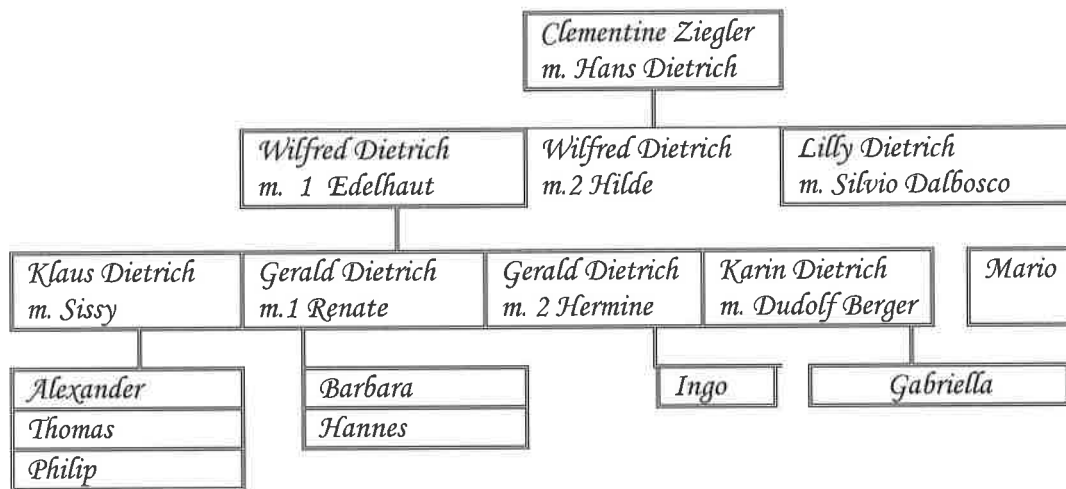 Clementine Ziegler
m. Hans Dietrich
Wilfred Dietrich
m. 1 Edelhaut
Wilfred Dietrich
m.2 Hilde
Lilly Dietrich
m. Silvio Dalbosco
Klaus Dietrich
m. Sissy
Gerald Dietrich
m.1 Renate
Gerald Dietrich
m. 2 Hermine
Karin Dietrich
m. Dudolf Berger
Mario
Alexander
Thomas
Philip
Barbara
Hannes
Ingo
Gabriella